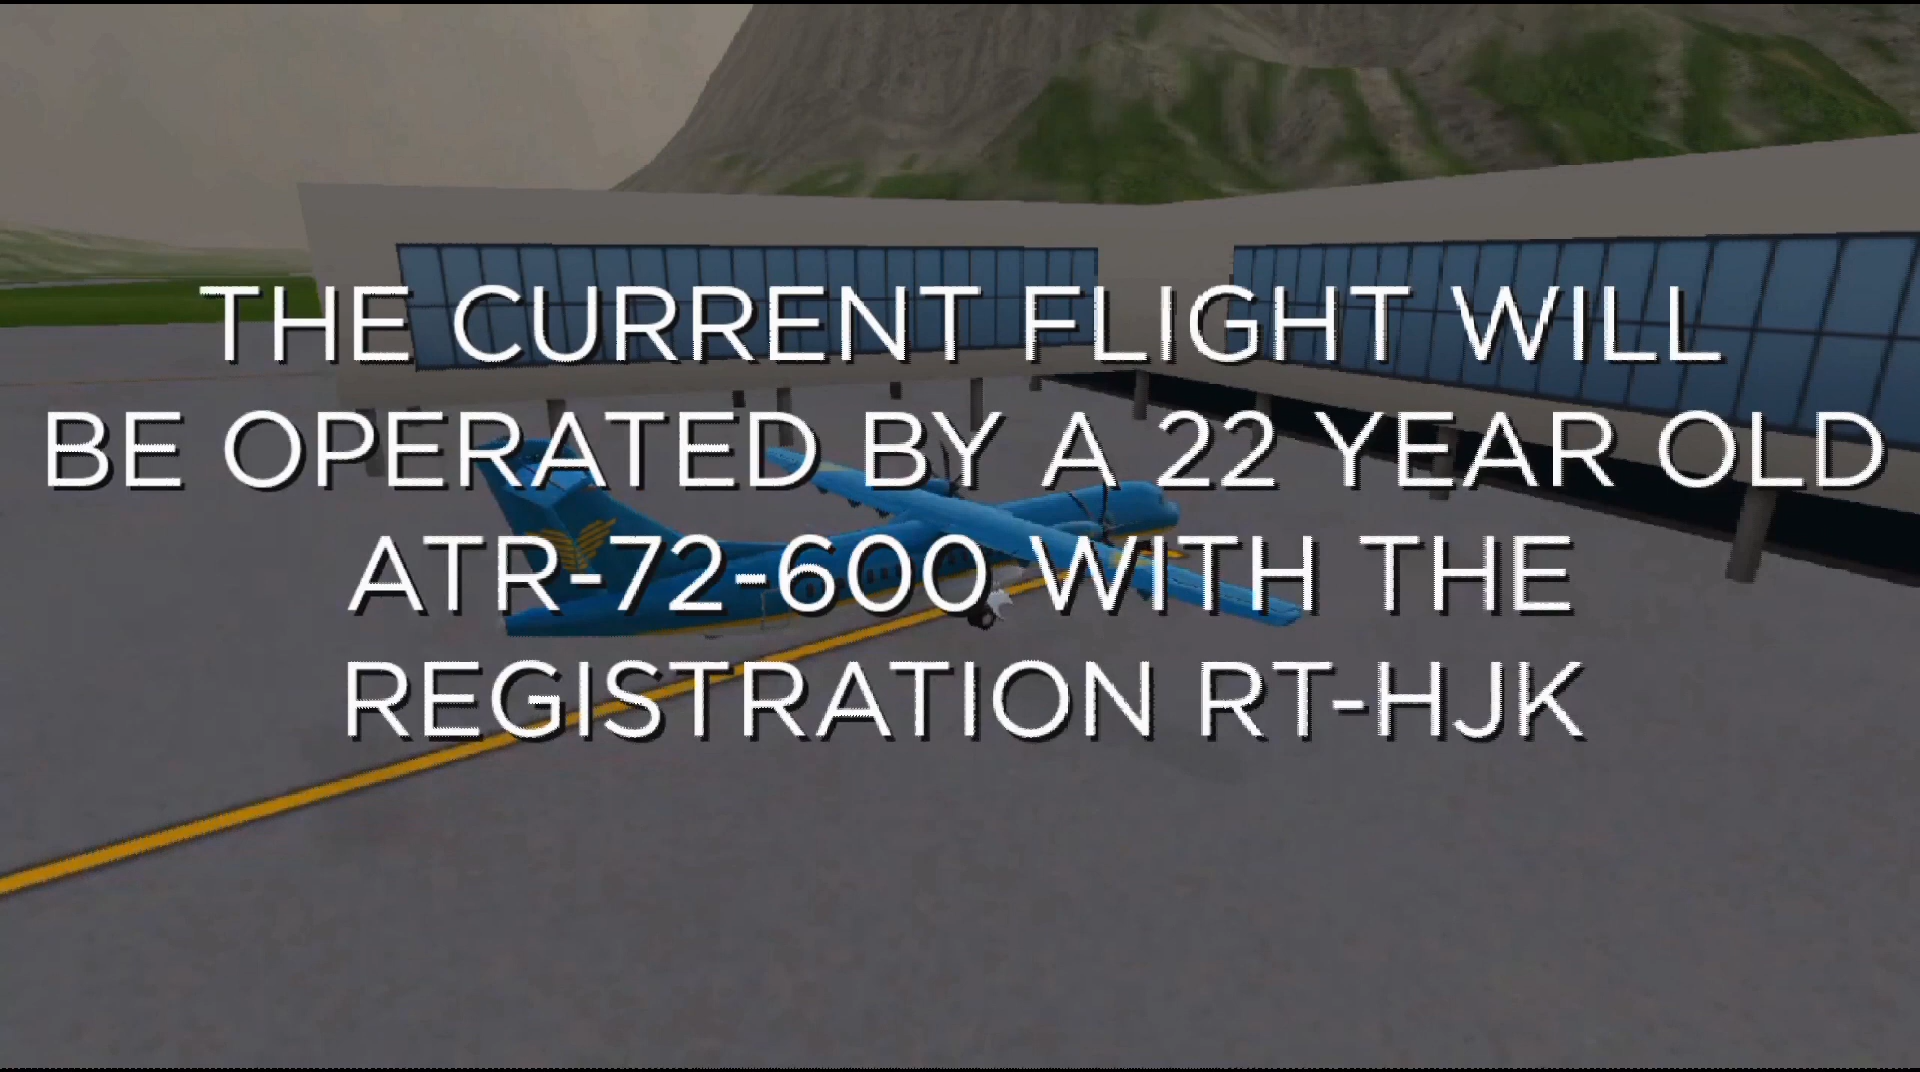 THE CURRENT FLIGHT WILL
BE OPERATED BY A 22 YEAR OLD
ATR-72-600 WITH THE
REGISTRATION RT-HJK